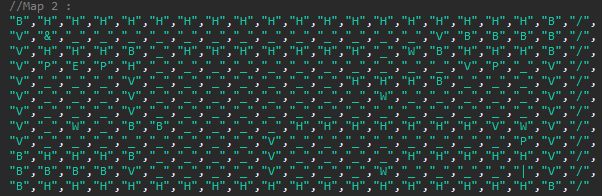 //Map 2 :
"B","H","H","H","H","H","H","H","H","H","H","H","H","H","H","H","H","H","H","B","/",
"V","&","_","_","_","_","_","_","_","_","_","_","_","_","_","V","B","B","B","B","/",
"V","H","H","H","B","_","H","H","H","H","H","H","H","_","W","B","H","H","H","B","/",
"V","P","E","P","H","_","_","_","_","_","_","_","_","_","_","_","V","P","_","V","/",
"V","_","_","_","V","_","_","_","_","_","_","_","H","H","H","B","_","_","_","V","/",
"V","_","_","_","V","_","_","_","_","_","_","_","_","W","_","_","_","_","_","V","/",
"V","_","_","_","V","_","_","_","_","_","_","_","_","_","_","_","_","_","_","V","/",
"V","_","W","_","B","B","_","_","_","_","H","H","H","H","H","H","H","V","W","V","/",
"V","_","_","_","_","_","_","_","_","V","_","_","_","_","_","_","_","_","P","V","/",
"B","H","H","H","B","_","_","_","_","V","_","_","_","_","H","H","H","H","H","V","/",
"B","B","B","B","V","_","_","_","_","V","_","_","_","W","_","_","_","_","|","V","/",
"B","H","H","H","H","H","H","H","H","H","H","H","H","H","H","H","H","H","H","B","/"